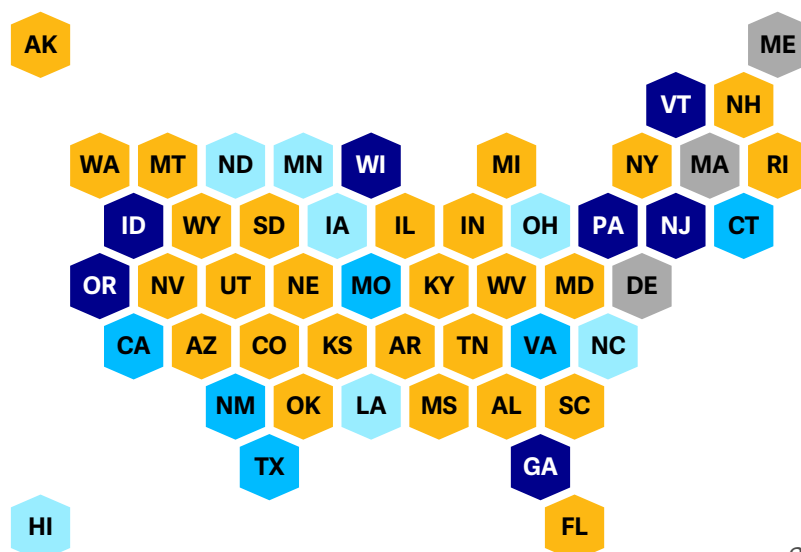 AK ME
VT NH
WA MT ND MN WI MI NY MA RI
ID WY SD IA IL IN OH PA NJ CT
OR NV UT NE MO KY WV MD DE
CA AZ CO KS AR TN VA NC
NM OK LA MS AL SC
TX GA
HI FL